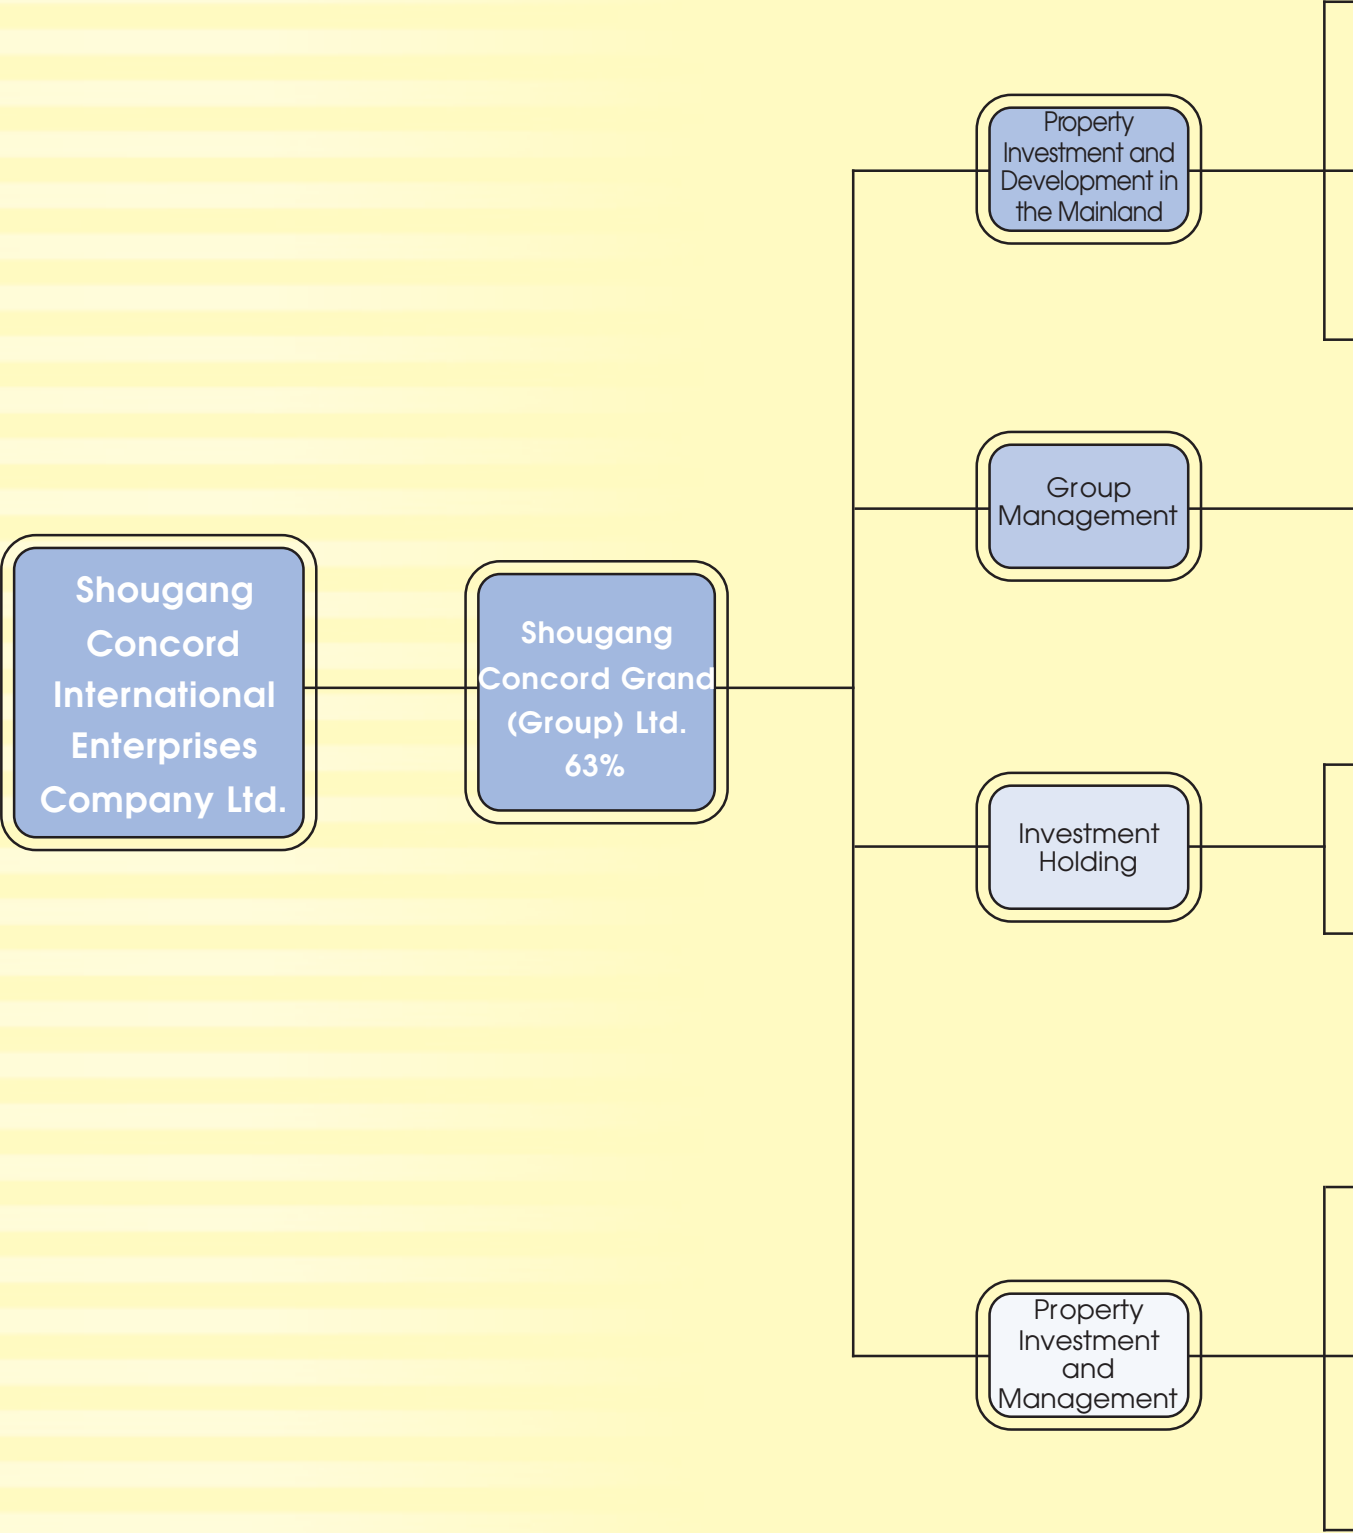 Shougang
Concord
International
Enterprises
Company Ltd.
Shougang
Concord Grand
(Group) Ltd.
63%
Property
Investment and
Development in
the Mainland
Group
Management
Investment
Holding
Property
Investment
and
Management